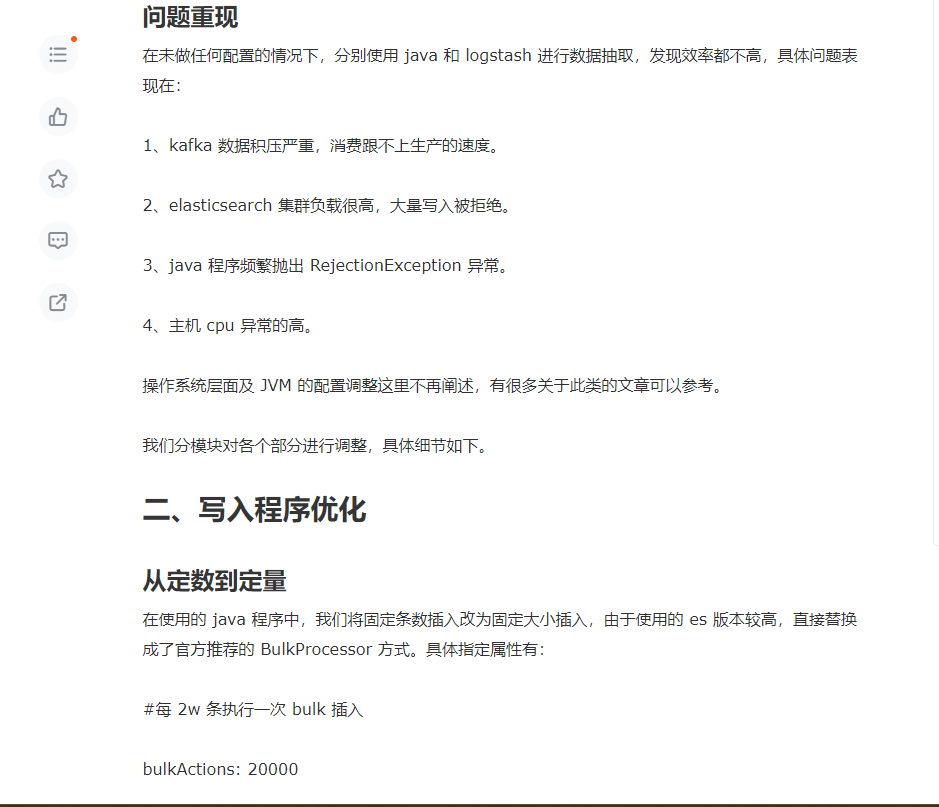 问题重现
在未做任何配置的情况下，分别使用 java 和 logstash 进行数据抽取，发现效率都不高，具体问题表
现在：
1、kafka 数据积压严重，消费跟不上生产的速度。
2、elasticsearch 集群负载很高，大量写入被拒绝。
3、java 程序频繁抛出 RejectionException 异常。
4、主机 cpu 异常的高。
操作系统层面及 JVM 的配置调整这里不再阐述，有很多关于此类的文章可以参考。
我们分模块对各个部分进行调整，具体细节如下。
二、写入程序优化
从定数到定量
在使用的 java 程序中，我们将固定条数插入改为固定大小插入，由于使用的 es 版本较高，直接替换
成了官方推荐的 BulkProcessor 方式。具体指定属性有：
#每 2w 条执行一次 bulk 插入
bulkActions: 20000